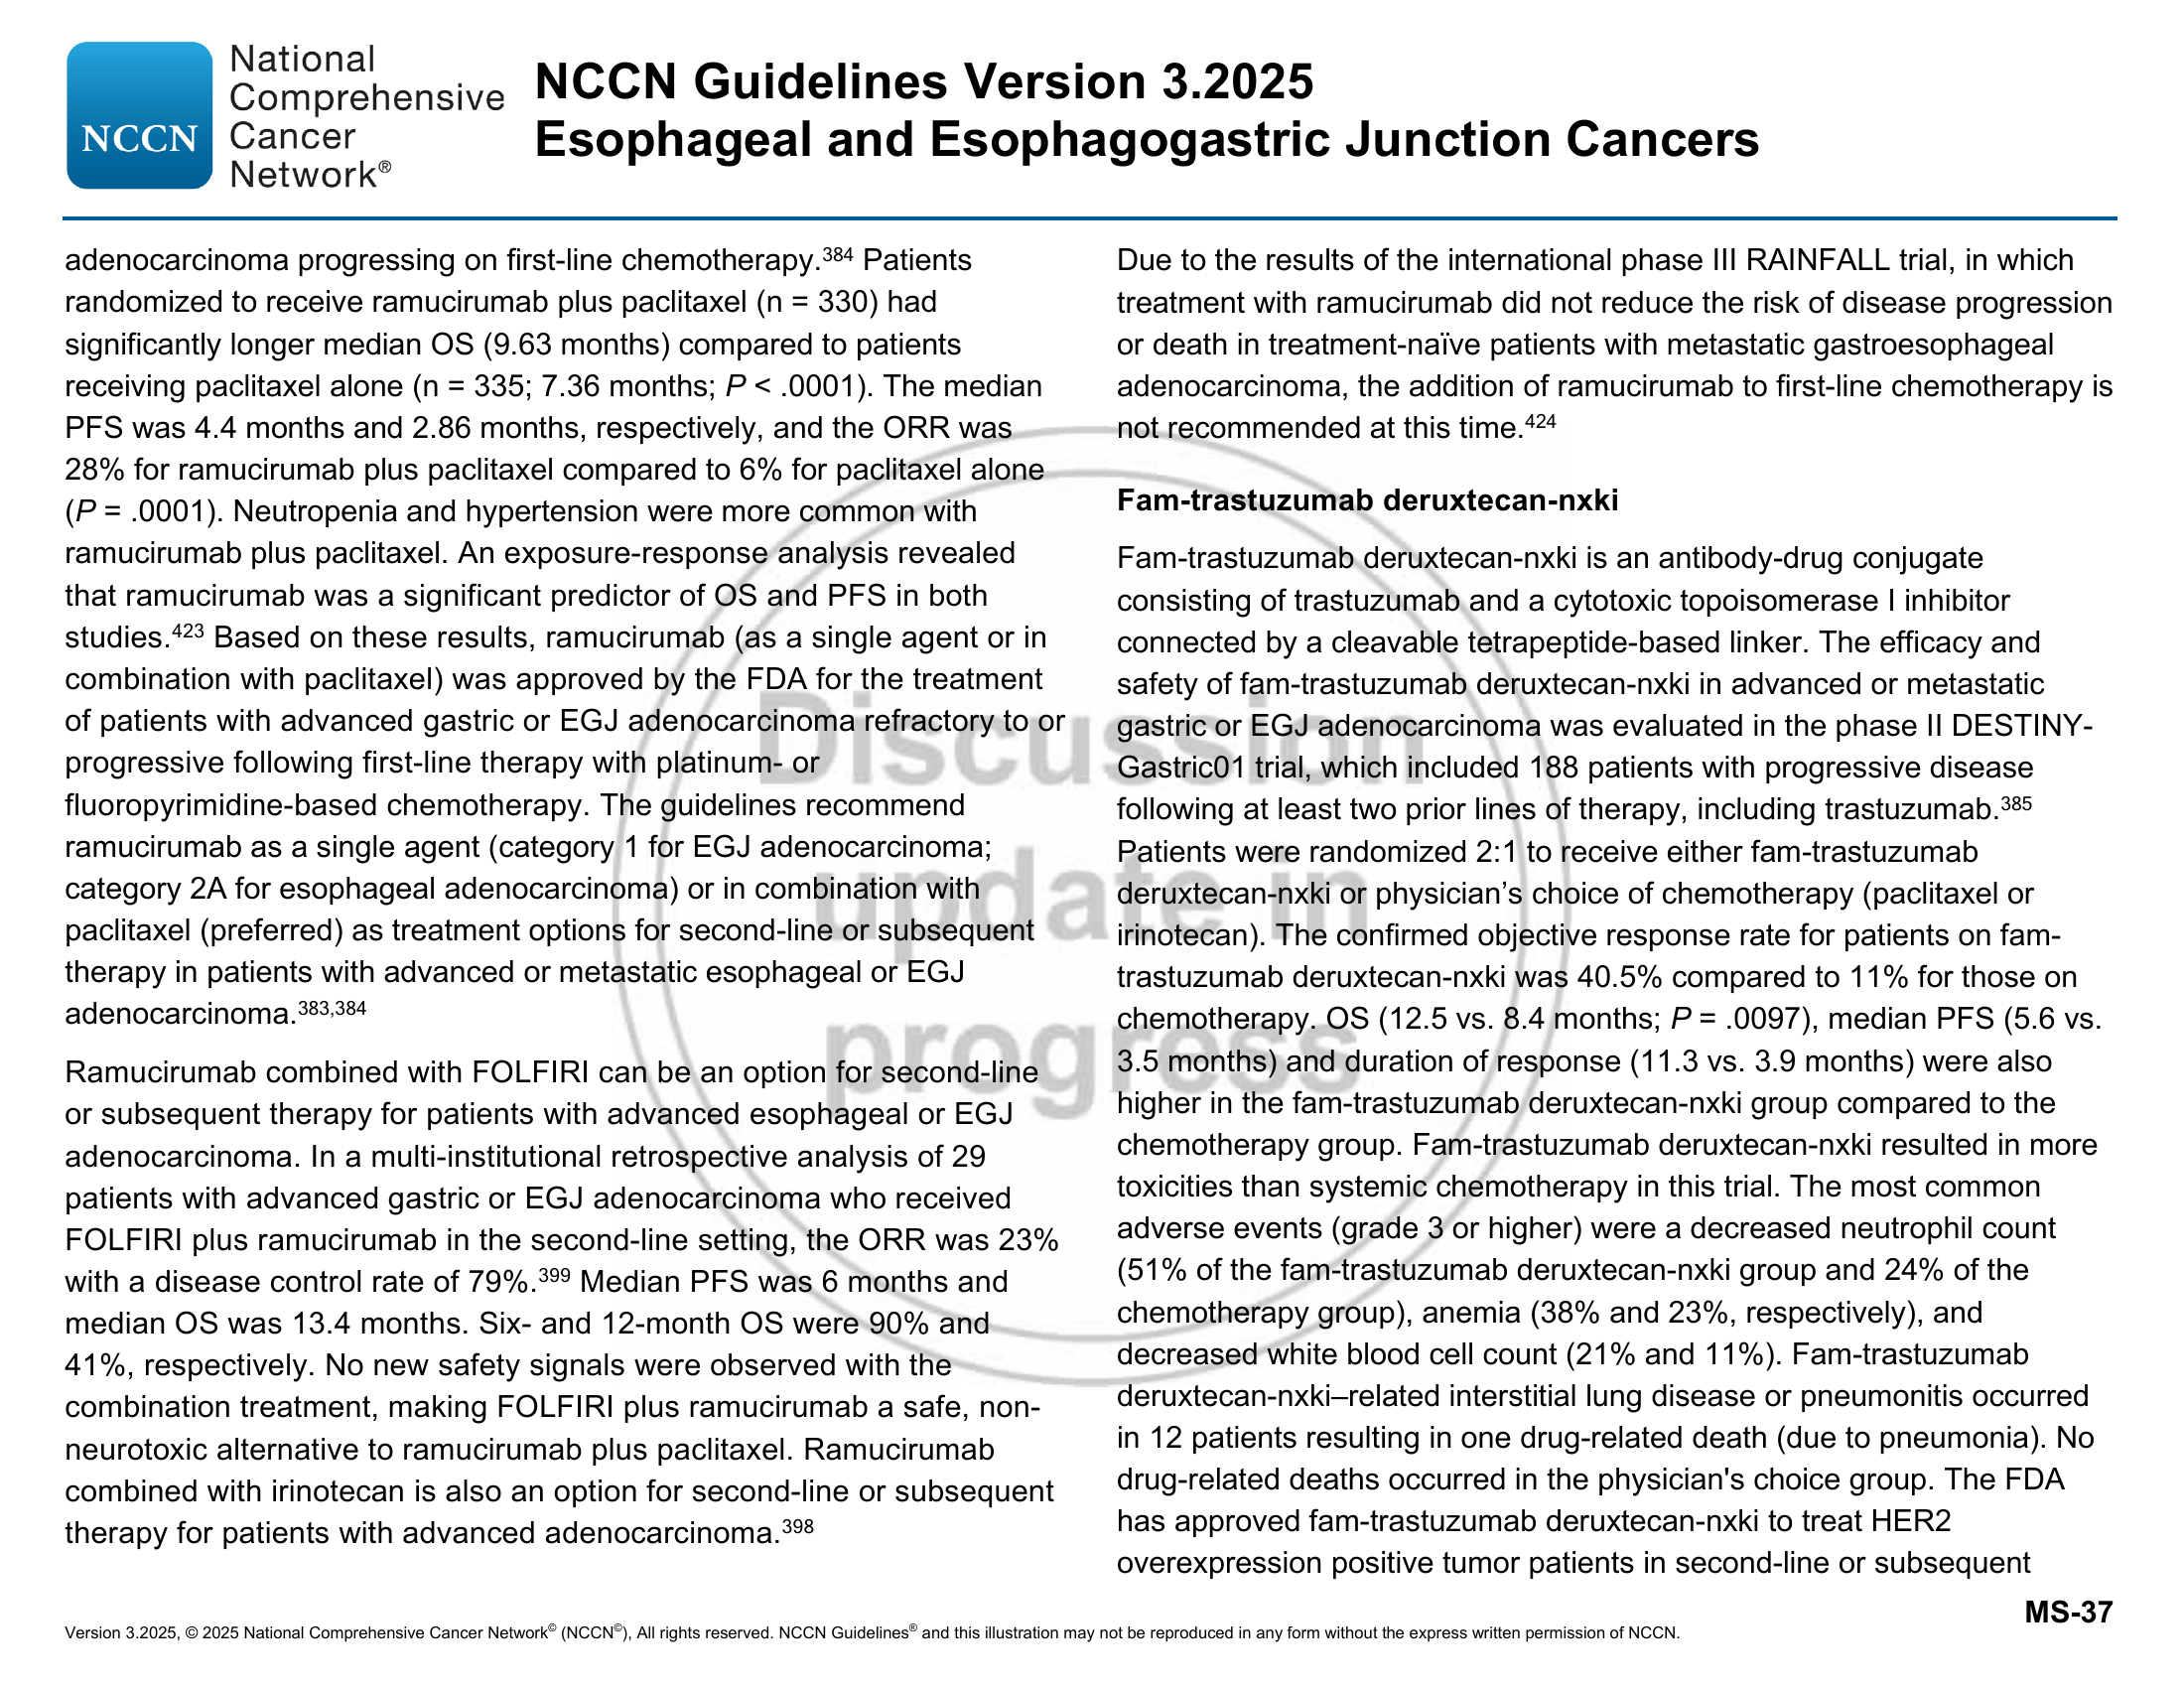 NCCN
National
Comprehensive
Cancer
Network®
NCCN Guidelines Version 3.2025
Esophageal and Esophagogastric Junction Cancers
adenocarcinoma progressing on first-line chemotherapy.384 Patients
randomized to receive ramucirumab plus paclitaxel (n = 330) had
significantly longer median OS (9.63 months) compared to patients
receiving paclitaxel alone (n = 335; 7.36 months; P < .0001). The median
PFS was 4.4 months and 2.86 months, respectively, and the ORR was
28% for ramucirumab plus paclitaxel compared to 6% for paclitaxel alone
(P = .0001). Neutropenia and hypertension were more common with
ramucirumab plus paclitaxel. An exposure-response analysis revealed
that ramucirumab was a significant predictor of OS and PFS in both
studies.423 Based on these results, ramucirumab (as a single agent or in
combination with paclitaxel) was approved by the FDA for the treatment
of patients with advanced gastric or EGJ adenocarcinoma refractory to or
progressive following first-line therapy with platinum- or
fluoropyrimidine-based chemotherapy. The guidelines recommend
ramucirumab as a single agent (category 1 for EGJ adenocarcinoma;
category 2A for esophageal adenocarcinoma) or in combination with
paclitaxel (preferred) as treatment options for second-line or subsequent
therapy in patients with advanced or metastatic esophageal or EGJ
adenocarcinoma.383,384
Ramucirumab combined with FOLFIRI can be an option for second-line
or subsequent therapy for patients with advanced esophageal or EGJ
adenocarcinoma. In a multi-institutional retrospective analysis of 29
patients with advanced gastric or EGJ adenocarcinoma who received
FOLFIRI plus ramucirumab in the second-line setting, the ORR was 23%
with a disease control rate of 79%.399 Median PFS was 6 months and
median OS was 13.4 months. Six- and 12-month OS were 90% and
41%, respectively. No new safety signals were observed with the
combination treatment, making FOLFIRI plus ramucirumab a safe, non-
neurotoxic alternative to ramucirumab plus paclitaxel. Ramucirumab
combined with irinotecan is also an option for second-line or subsequent
therapy for patients with advanced adenocarcinoma.398
Due to the results of the international phase III RAINFALL trial, in which
treatment with ramucirumab did not reduce the risk of disease progression
or death in treatment-naïve patients with metastatic gastroesophageal
adenocarcinoma, the addition of ramucirumab to first-line chemotherapy is
not recommended at this time.424
Fam-trastuzumab deruxtecan-nxki
Fam-trastuzumab deruxtecan-nxki is an antibody-drug conjugate
consisting of trastuzumab and a cytotoxic topoisomerase I inhibitor
connected by a cleavable tetrapeptide-based linker. The efficacy and
safety of fam-trastuzumab deruxtecan-nxki in advanced or metastatic
gastric or EGJ adenocarcinoma was evaluated in the phase II DESTINY-
Gastric01 trial, which included 188 patients with progressive disease
following at least two prior lines of therapy, including trastuzumab.385
Patients were randomized 2:1 to receive either fam-trastuzumab
deruxtecan-nxki or physician’s choice of chemotherapy (paclitaxel or
irinotecan). The confirmed objective response rate for patients on fam-
trastuzumab deruxtecan-nxki was 40.5% compared to 11% for those on
chemotherapy. OS (12.5 vs. 8.4 months; P = .0097), median PFS (5.6 vs.
3.5 months) and duration of response (11.3 vs. 3.9 months) were also
higher in the fam-trastuzumab deruxtecan-nxki group compared to the
chemotherapy group. Fam-trastuzumab deruxtecan-nxki resulted in more
toxicities than systemic chemotherapy in this trial. The most common
adverse events (grade 3 or higher) were a decreased neutrophil count
(51% of the fam-trastuzumab deruxtecan-nxki group and 24% of the
chemotherapy group), anemia (38% and 23%, respectively), and
decreased white blood cell count (21% and 11%). Fam-trastuzumab
deruxtecan-nxki–related interstitial lung disease or pneumonitis occurred
in 12 patients resulting in one drug-related death (due to pneumonia). No
drug-related deaths occurred in the physician's choice group. The FDA
has approved fam-trastuzumab deruxtecan-nxki to treat HER2
overexpression positive tumor patients in second-line or subsequent
Discussion
update in
progress
MS-37
Version 3.2025, © 2025 National Comprehensive Cancer Network© (NCCN©), All rights reserved. NCCN Guidelines® and this illustration may not be reproduced in any form without the express written permission of NCCN.